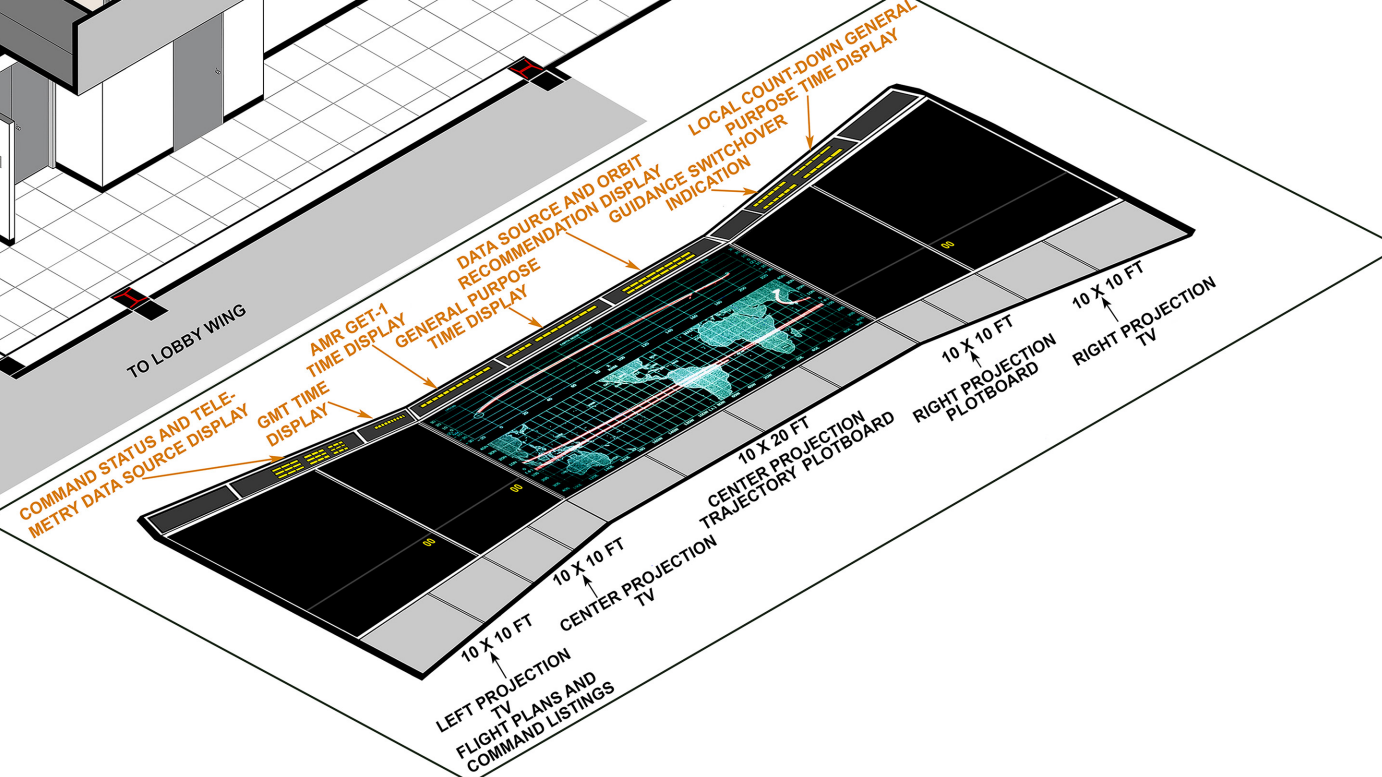 LOCAL COUNT-DOWN GENERAL
PURPOSE TIME DISPLAY
GUIDANCE SWITCHOVER
INDICATION
DATA SOURCE AND ORBIT
RECOMMENDATION DISPLAY
GENERAL PURPOSE
TIME DISPLAY
AMR GET-1
TIME DISPLAY
GMT TIME
DISPLAY
COMMAND STATUS AND TELE-
METRY DATA SOURCE DISPLAY
TO LOBBY WING
00
00
00
10 X 10 FT
RIGHT PROJECTION
TV
10 X 10 FT
RIGHT PROJECTION
PLOTBOARD
10 X 20 FT
CENTER PROJECTION
TRAJECTORY PLOTBOARD
10 X 10 FT
CENTER PROJECTION
TV
10 X 10 FT
LEFT PROJECTION
TV
FLIGHT PLANS AND
COMMAND LISTINGS